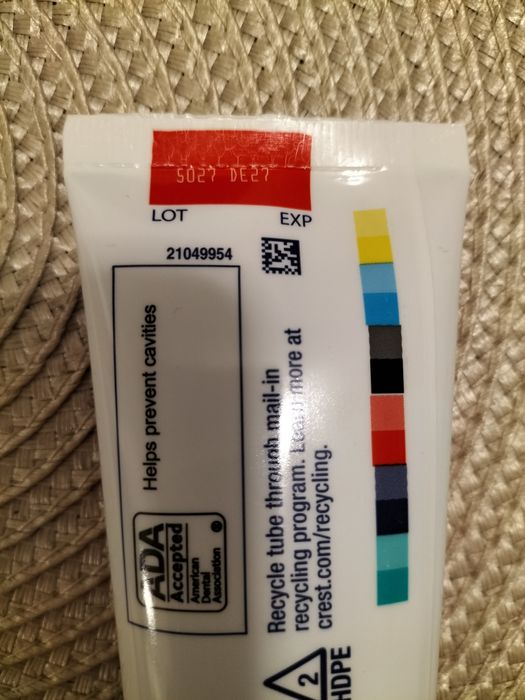 5027 DE27
LOT EXP
21049954
Helps prevent cavities
ADA
Accepted
American
Dental
Association
Recycle tube through mail-in
recycling program. Learn more at
crest.com/recycling.
2
HDPE